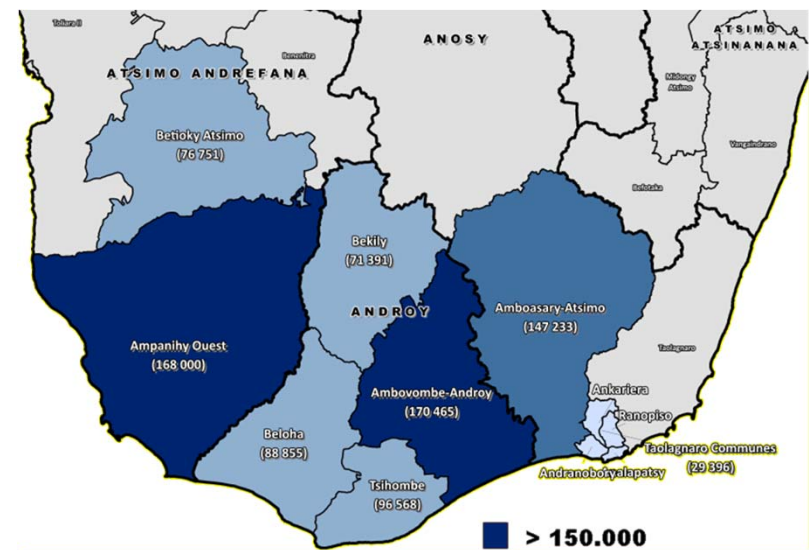 Toliara II
ANOSY
ATSIMO
ATSINANANA
Benenitra
ATSIMO ANDREFANA
Midongy
Atsimo
Betioky Atsimo
(76 751)
Vangaindrano
Befotaka
Bekily
(71 391)
Amboasary-Atsimo
(147 233)
ANDROY
Ampanihy Ouest
(168 000)
Taolagnaro
Ankariera
Ambovombe-Androy
(170 465)
Ranopiso
Beloha
(88 855)
Taolagnaro Communes
(29 396)
Tsihombe
(96 568)
> 150.000